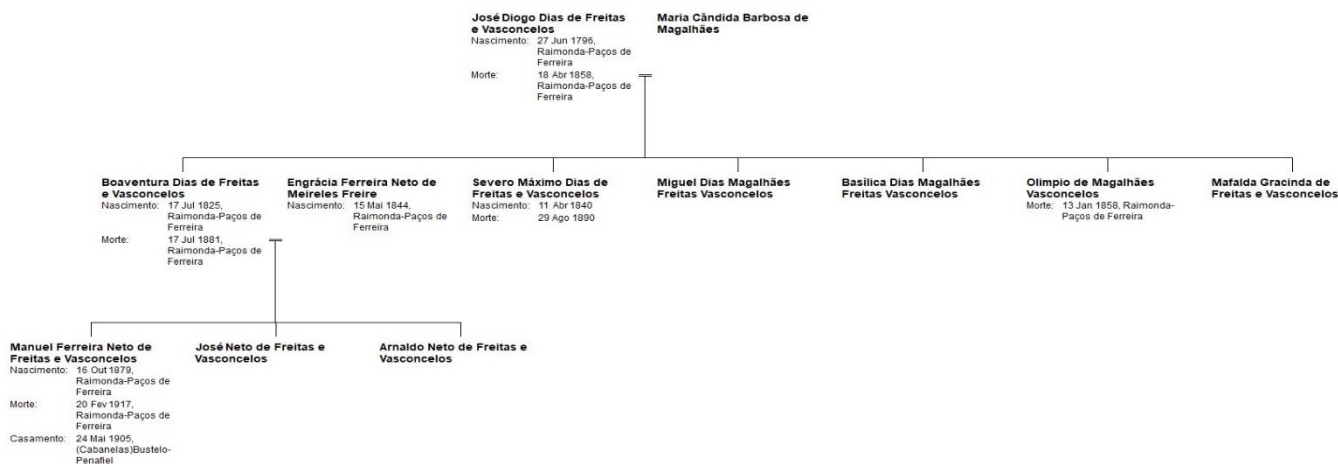 José Diogo Dias de Freitas
e Vasconcelos
Nascimento: 27 Jun 1796,
Raimonda-Paços de
Ferreira
Morte: 18 Abr 1858,
Raimonda-Paços de
Ferreira
Maria Cândida Barbosa de
Magalhães
Boaventura Dias de Freitas
e Vasconcelos
Nascimento: 17 Jul 1825,
Raimonda-Paços de
Ferreira
Morte: 17 Jul 1881,
Raimonda-Paços de
Ferreira
Engrácia Ferreira Neto de
Meireles Freire
Nascimento: 15 Mai 1844,
Raimonda-Paços de
Ferreira
Severo Máximo Dias de
Freitas e Vasconcelos
Nascimento: 11 Abr 1840
Morte: 29 Ago 1890
Miguel Dias Magalhães
Freitas Vasconcelos
Basílica Dias Magalhães
Freitas Vasconcelos
Olimpio de Magalhães
Vasconcelos
Morte: 13 Jan 1858, Raimonda-
Paços de Ferreira
Mafalda Gracinda de
Freitas e Vasconcelos
Manuel Ferreira Neto de
Freitas e Vasconcelos
Nascimento: 16 Out 1879,
Raimonda-Paços de
Ferreira
Morte: 20 Fev 1917,
Raimonda-Paços de
Ferreira
Casamento: 24 Mai 1905,
(Cabanelas)Bustelo-
Penafiel
José Neto de Freitas e
Vasconcelos
Arnaldo Neto de Freitas e
Vasconcelos